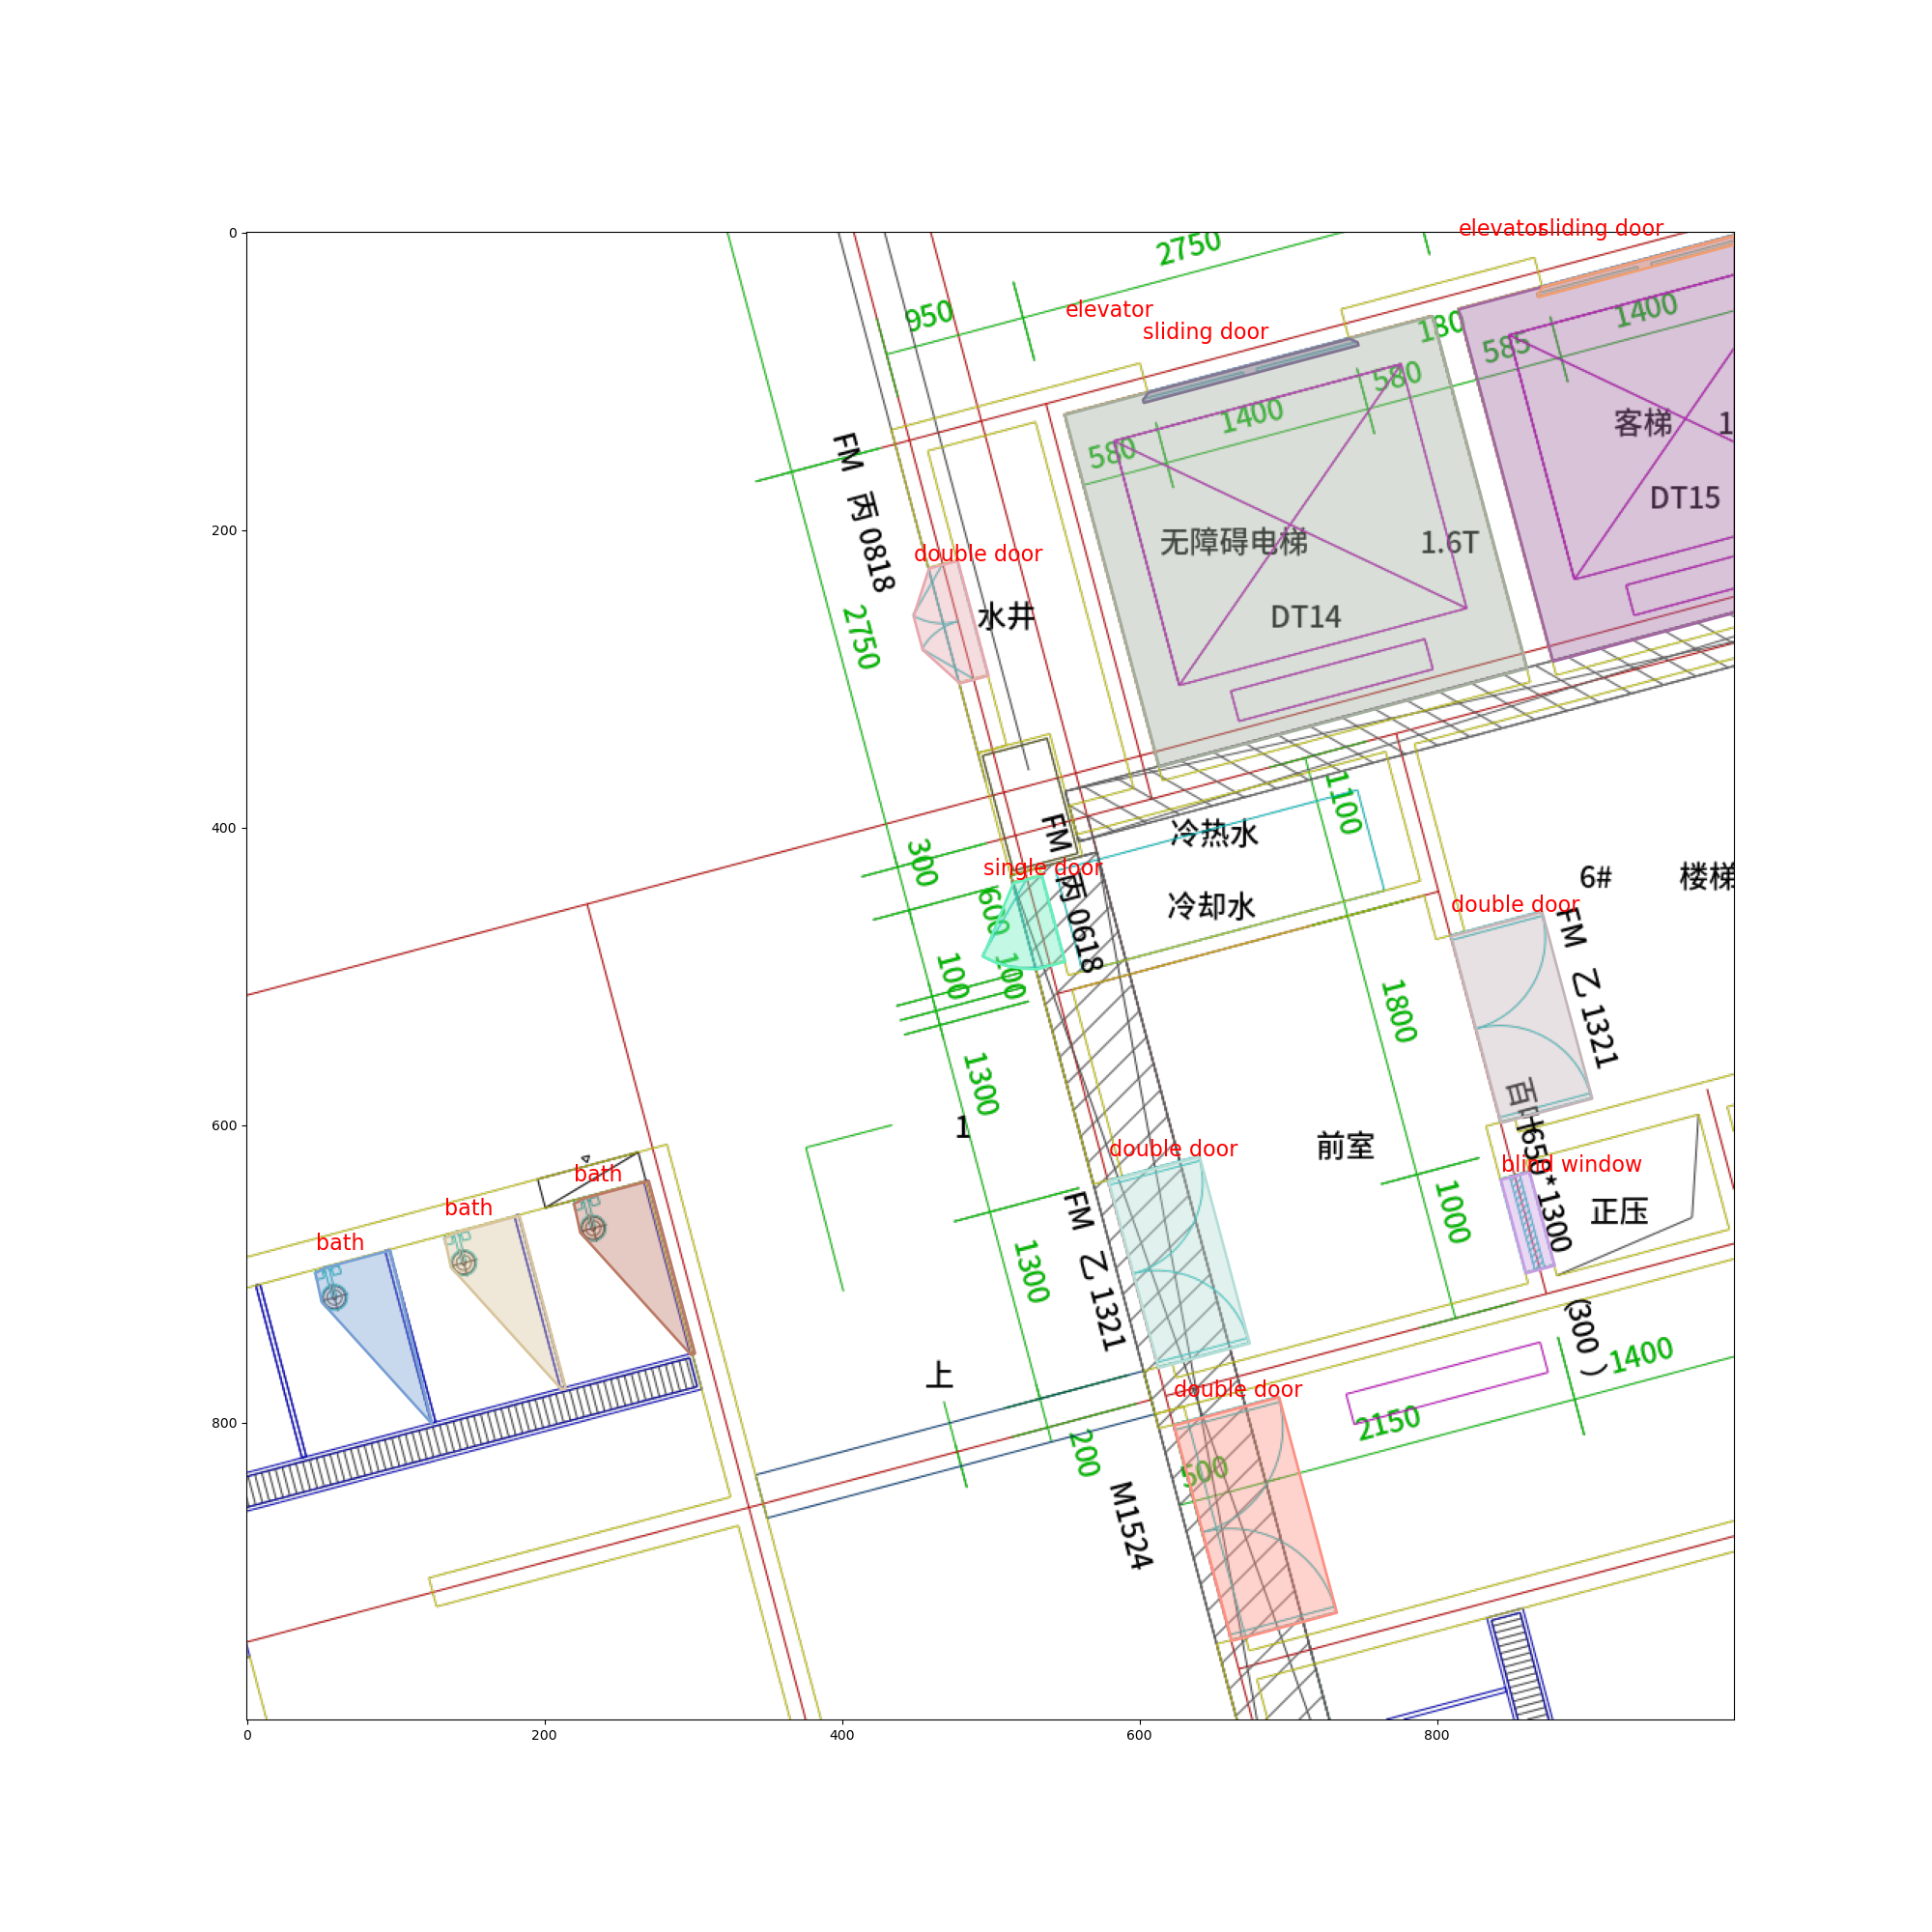 elevator
sliding door
2750
950
elevator
sliding door
180
1400
585
580
1400
580
客梯
1
FM 丙 0818
DT15
无障碍电梯
1.6T
double door
水井
DT14
2750
1100
FM 丙 0618
冷热水
300
single door
6#
楼梯
冷却水
600
double door
FM 乙 1321
100
100
1800
1300
1
前室
double door
650*1300
blind window
bath
bath
bath
正压
1000
FM 乙 1321
1300
(300)
1400
上
double door
2150
200
500
M1524
0
200
400
600
800
0
200
400
600
800